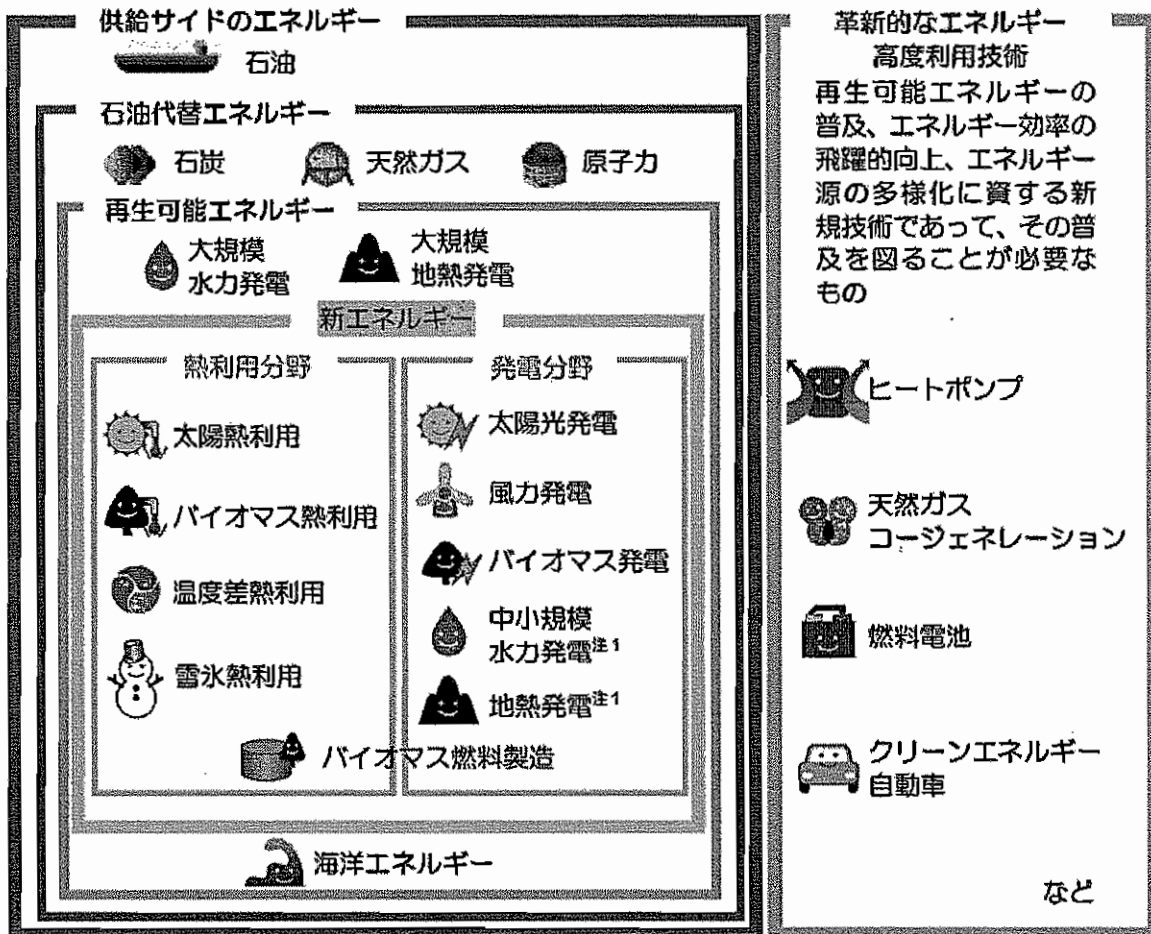 供給サイドのエネルギー
石油
石油代替エネルギー
石炭
天然ガス
原子力
再生可能エネルギー
大規模
水力発電
大規模
地熱発電
新エネルギー
熱利用分野
太陽熱利用
バイオマス熱利用
温度差熱利用
雪氷熱利用
発電分野
太陽光発電
風力発電
バイオマス発電
中小規模
水力発電注1
地熱発電注1
バイオマス燃料製造
海洋エネルギー
革新的なエネルギー
高度利用技術
再生可能エネルギーの
普及、エネルギー効率の
飛躍的向上、エネルギー
源の多様化に資する新
規技術であって、その普
及を図ることが必要な
もの
ヒートポンプ
天然ガス
コージェネレーション
燃料電池
クリーンエネルギー
自動車
など